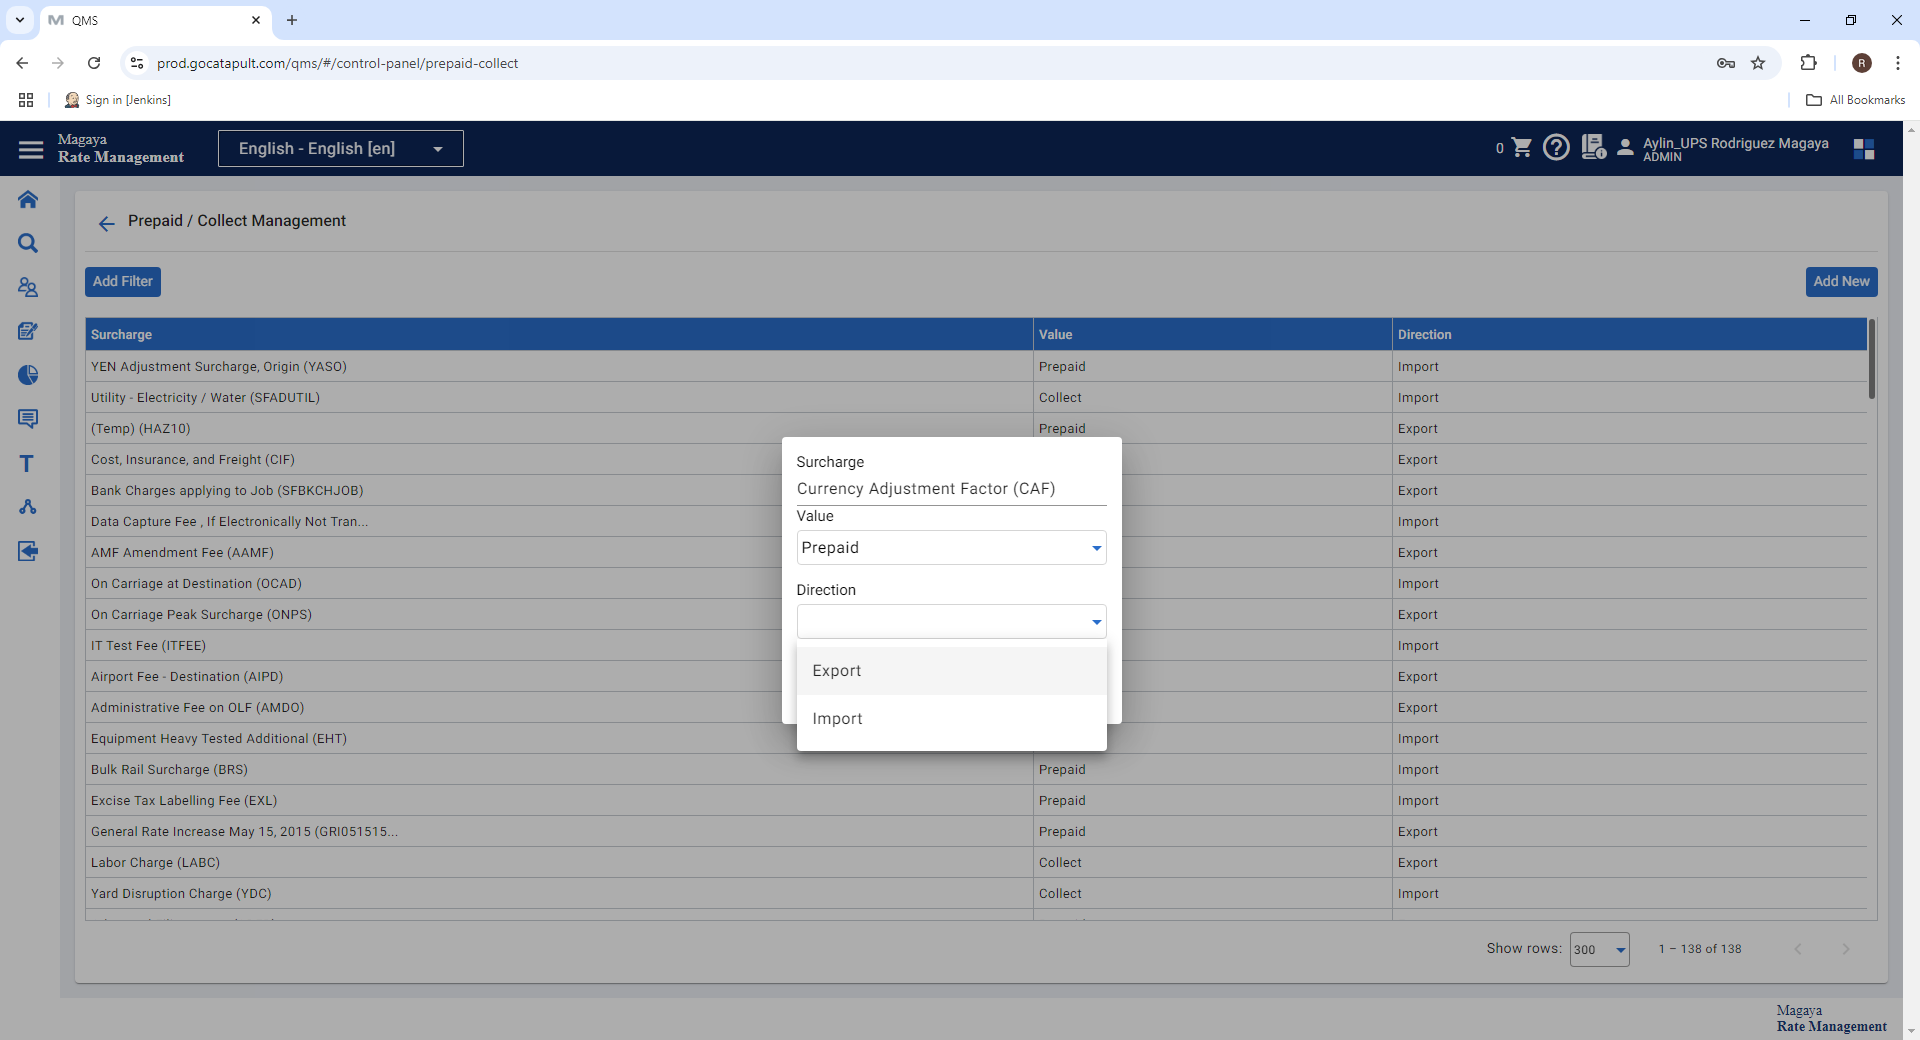 QMS
prod.gocatapult.com/qms/#/control-panel/prepaid-collect
R
Sign in [Jenkins]
All Bookmarks
Magaya
Rate Management
English - English [en]
0
Aylin_UPS Rodriguez Magaya
ADMIN
Prepaid / Collect Management
Add Filter
Add New
Surcharge Value Direction
YEN Adjustment Surcharge, Origin (YASO) Prepaid Import
Utility - Electricity / Water (SFADUTIL) Collect Import
(Temp) (HAZ10) Prepaid Export
Cost, Insurance, and Freight (CIF) Export
Bank Charges applying to Job (SFBKCHJOB) Export
Data Capture Fee , If Electronically Not Tran... Import
AMF Amendment Fee (AAMF) Export
On Carriage at Destination (OCAD) Import
On Carriage Peak Surcharge (ONPS) Export
IT Test Fee (ITFEE) Import
Airport Fee - Destination (AIPD) Export
Administrative Fee on OLF (AMDO) Export
Equipment Heavy Tested Additional (EHT) Import
Bulk Rail Surcharge (BRS) Prepaid Import
Excise Tax Labelling Fee (EXL) Prepaid Import
General Rate Increase May 15, 2015 (GRI051515... Prepaid Export
Labor Charge (LABC) Collect Export
Yard Disruption Charge (YDC) Collect Import
Surcharge
Currency Adjustment Factor (CAF)
Value
Prepaid
Direction
Export
Import
Show rows: 300 1 – 138 of 138
Magaya
Rate Management